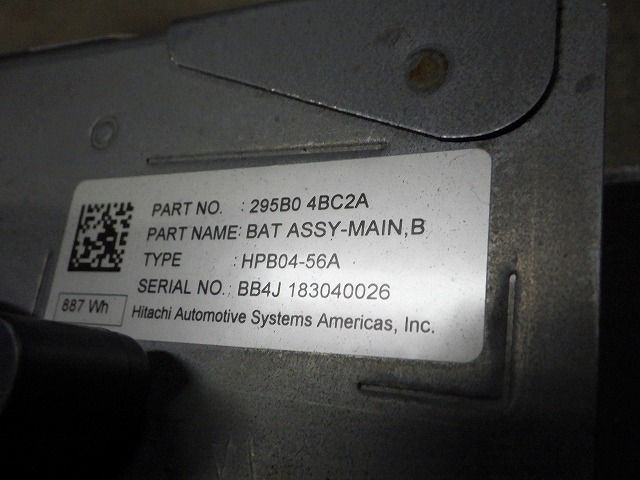 PART NO. : 295B0 4BC2A
PART NAME: BAT ASSY-MAIN,B
TYPE : HPB04-56A
SERIAL NO. : BB4J 183040026
887 Wh
Hitachi Automotive Systems Americas, Inc.